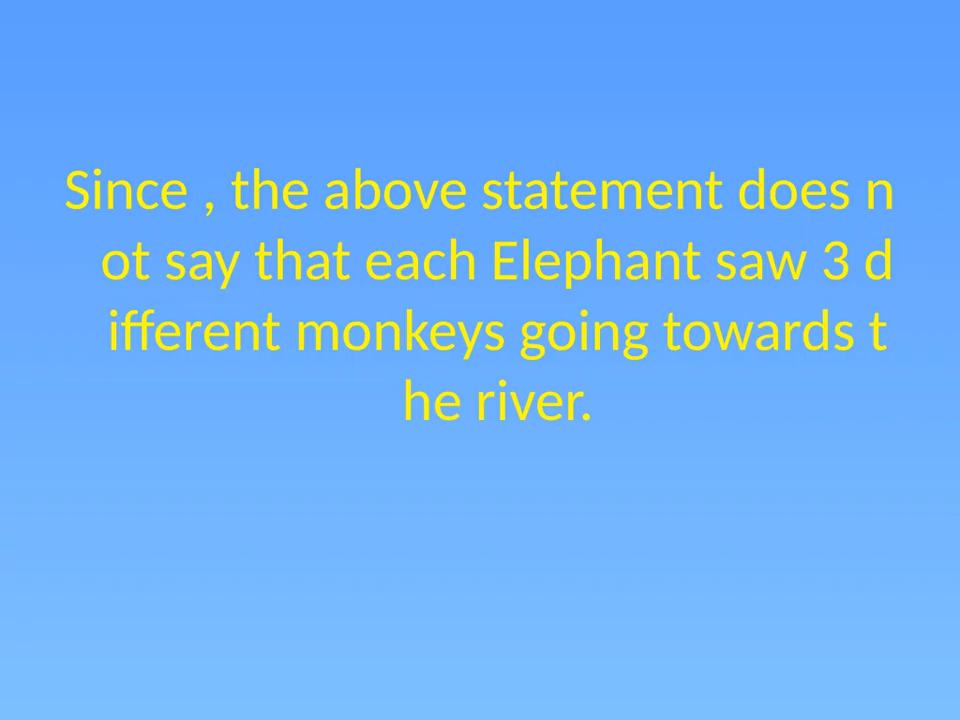 Since , the above statement does n
ot say that each Elephant saw 3 d
ifferent monkeys going towards t
he river.